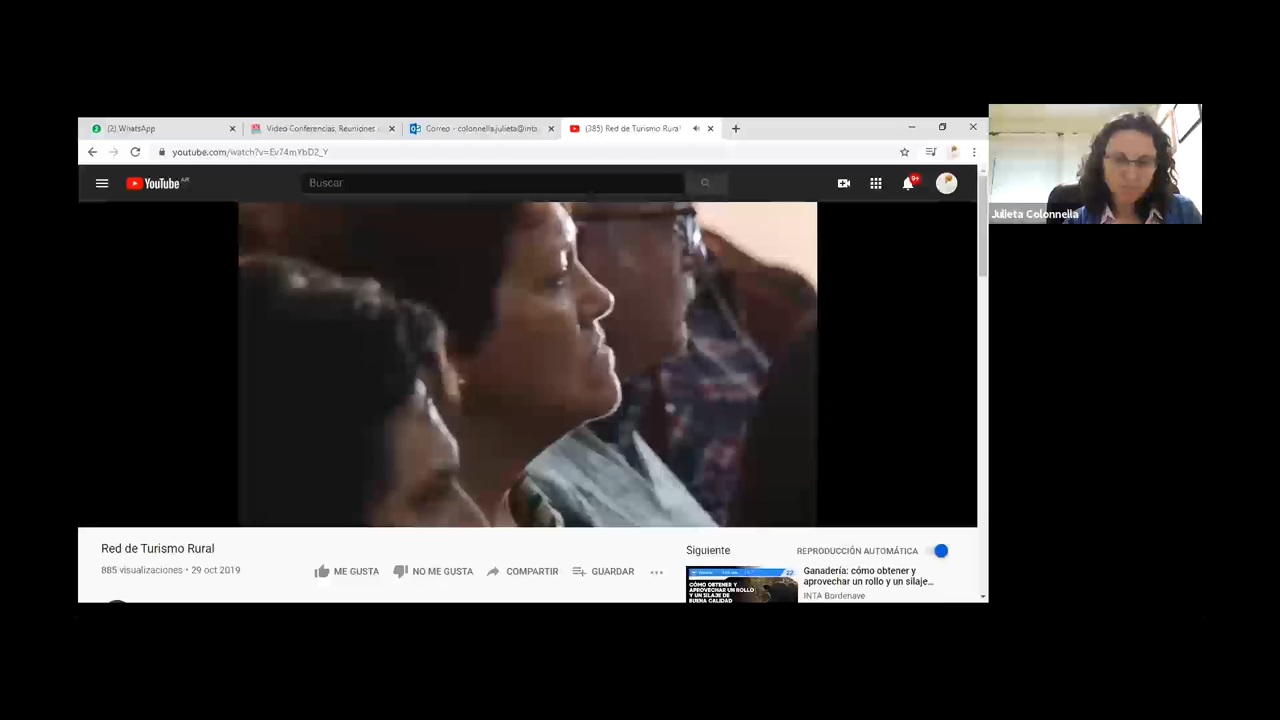 (2) WhatsApp
Video Conferencias, Reuniones
Correo - colonnella.julieta@inta.
(385) Red de Turismo Rural
youtube.com/watch?v=Ev74mYbD2_Y
YouTube AR
Buscar
9+
Julieta Colonnella
Red de Turismo Rural
885 visualizaciones • 29 oct 2019
ME GUSTA
NO ME GUSTA
COMPARTIR
GUARDAR
Siguiente
REPRODUCCIÓN AUTOMÁTICA
CÓMO OBTENER Y
APROVECHAR UN ROLLO
Y UN SILAJE DE
BUENA CALIDAD
Ganadería: cómo obtener y
aprovechar un rollo y un silaje...
INTA Bordenave